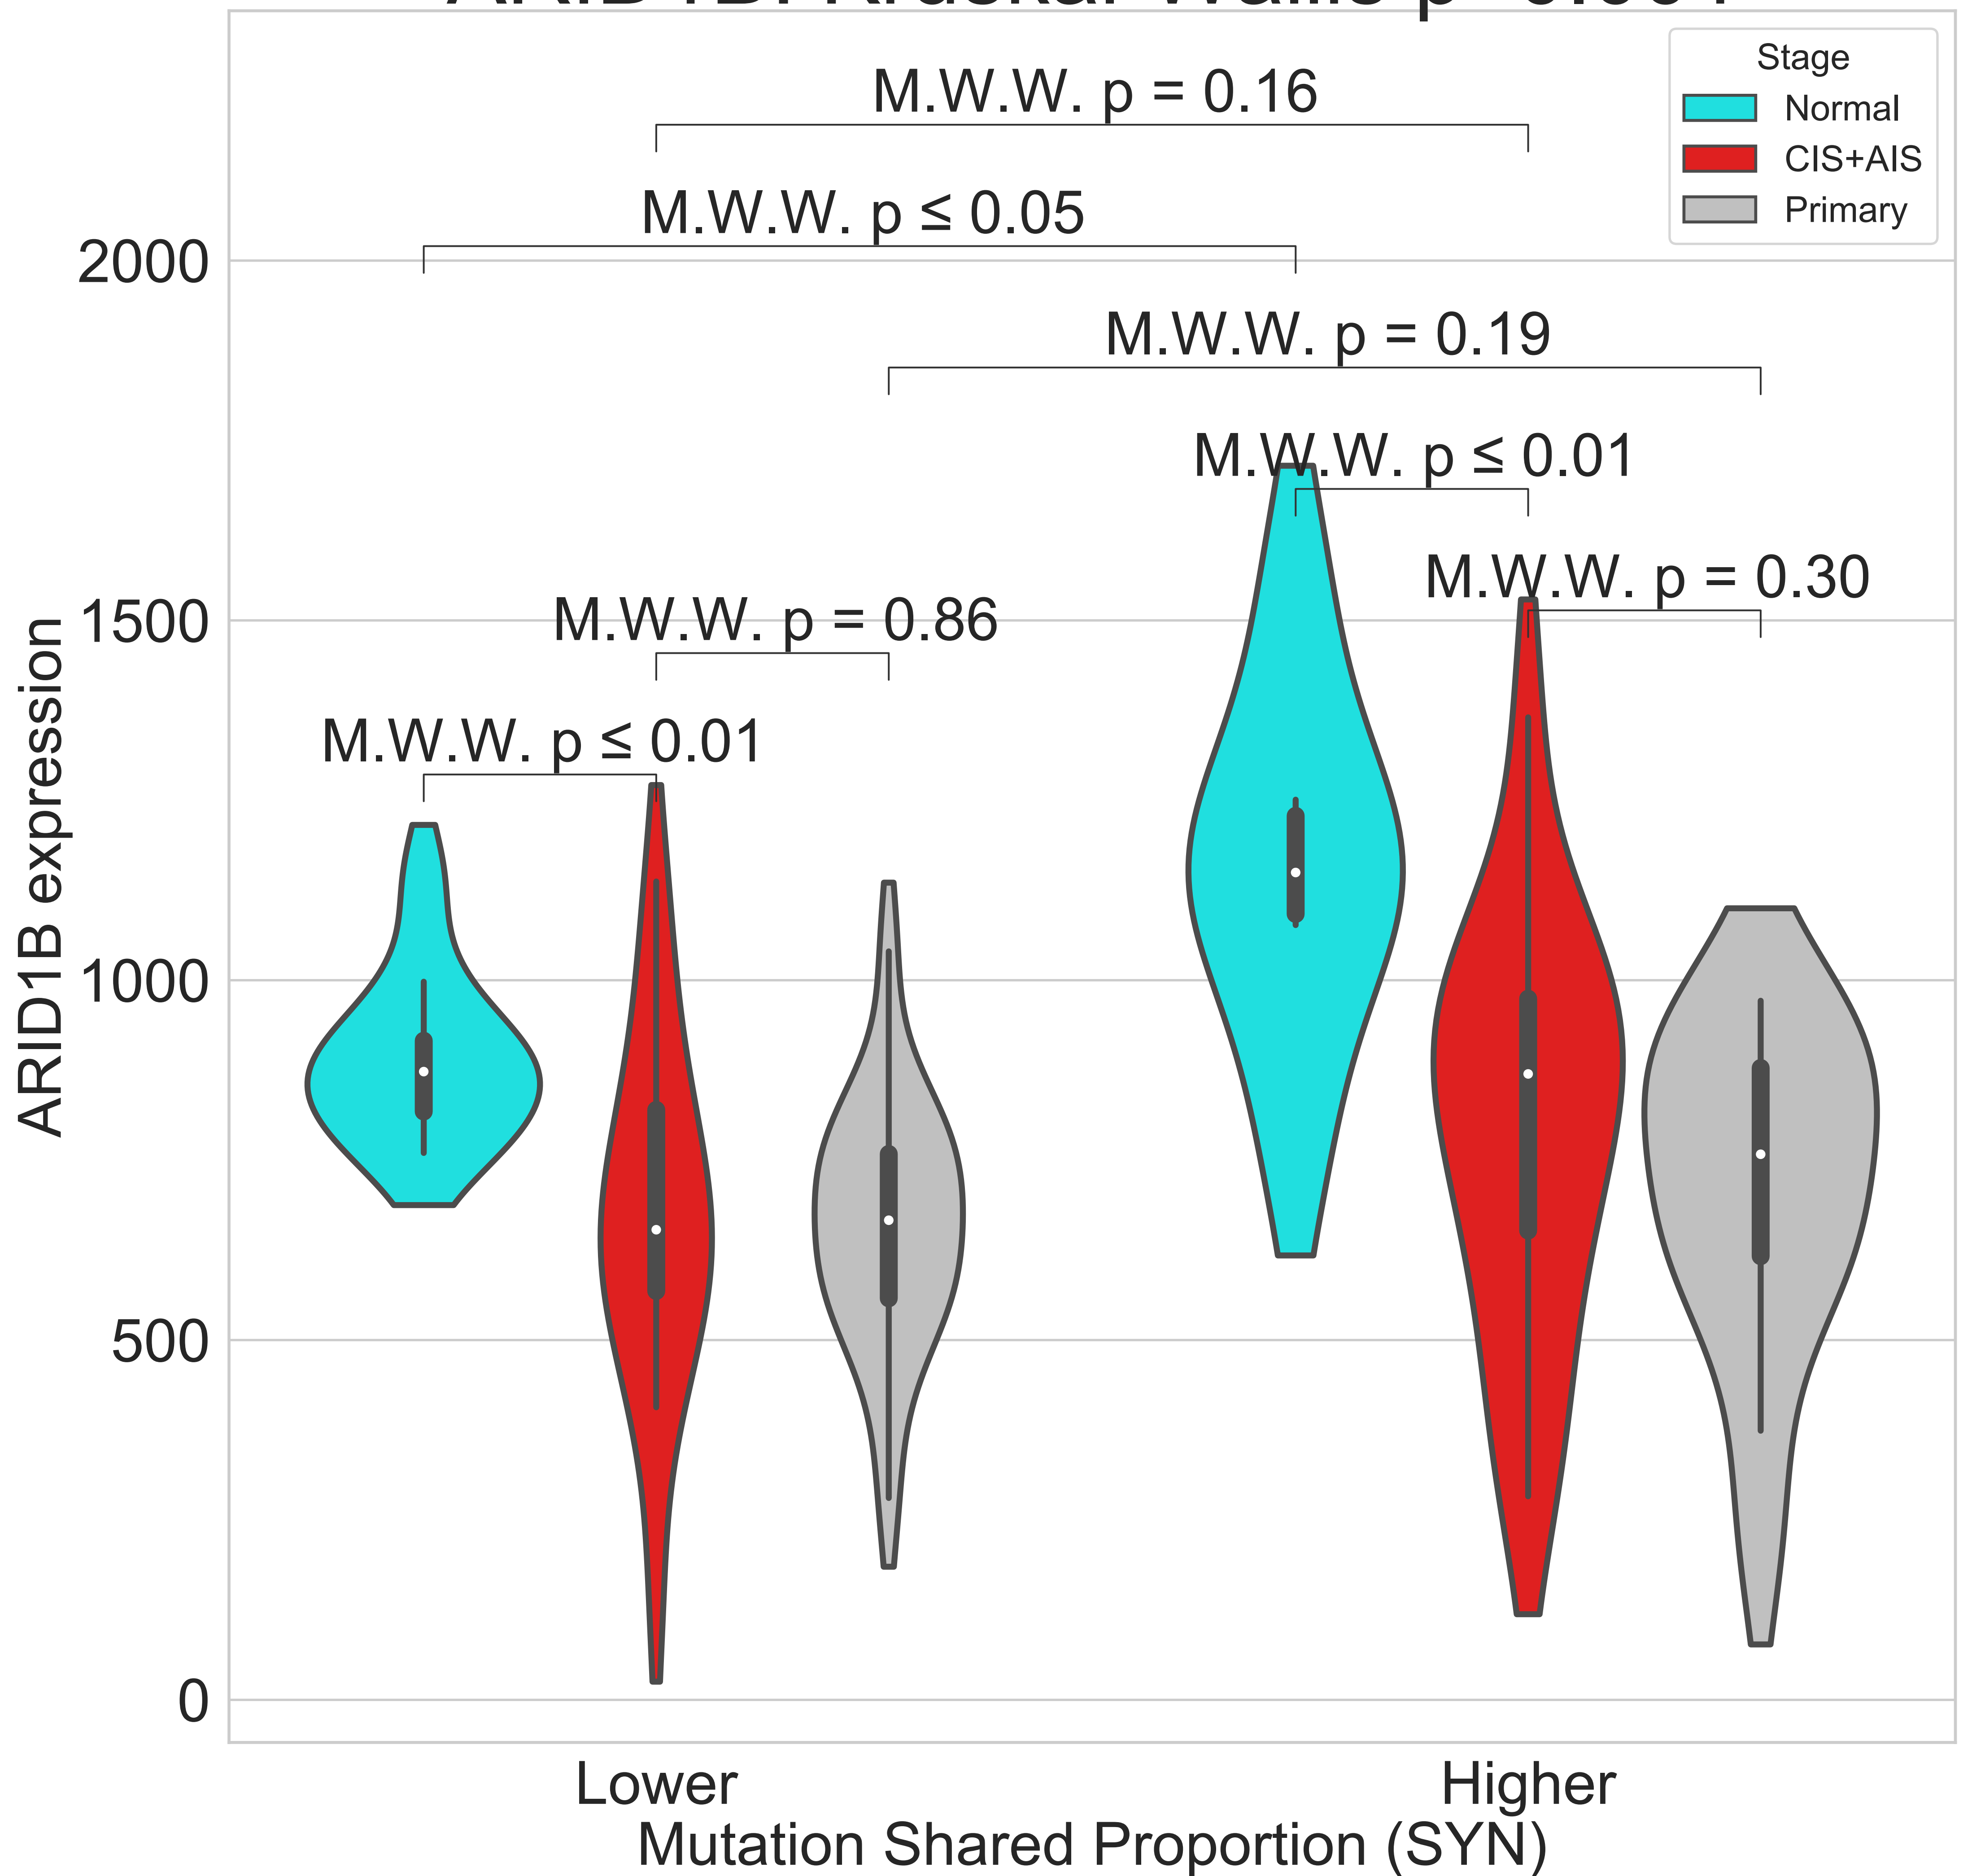 Stage
Normal
CIS+AIS
Primary
M.W.W. p = 0.16
M.W.W. p ≤ 0.05
M.W.W. p = 0.19
M.W.W. p ≤ 0.01
M.W.W. p = 0.30
M.W.W. p = 0.86
M.W.W. p ≤ 0.01
2000
1500
1000
500
0
ARID1B expression
Lower
Higher
Mutation Shared Proportion (SYN)